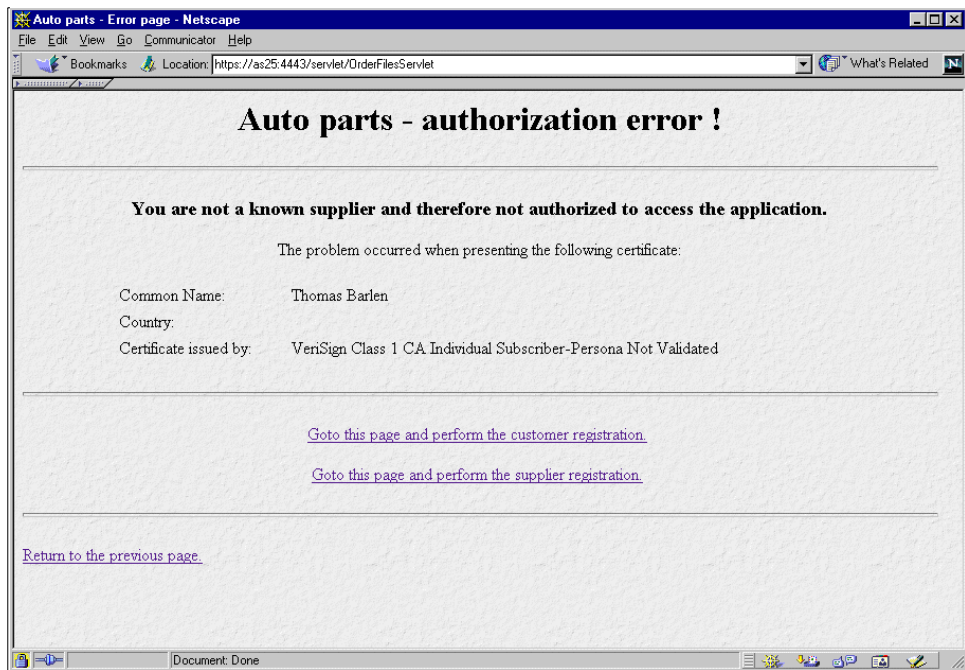 Auto parts - Error page - Netscape
File Edit View Go Communicator Help
Bookmarks Location: https://as25:4443/servlet/OrderFilesServlet What's Related N
Auto parts - authorization error !
You are not a known supplier and therefore not authorized to access the application.
The problem occurred when presenting the following certificate:
Common Name: Thomas Barlen
Country:
Certificate issued by: VeriSign Class 1 CA Individual Subscriber-Persona Not Validated
Goto this page and perform the customer registration.
Goto this page and perform the supplier registration.
Return to the previous page.
Document: Done